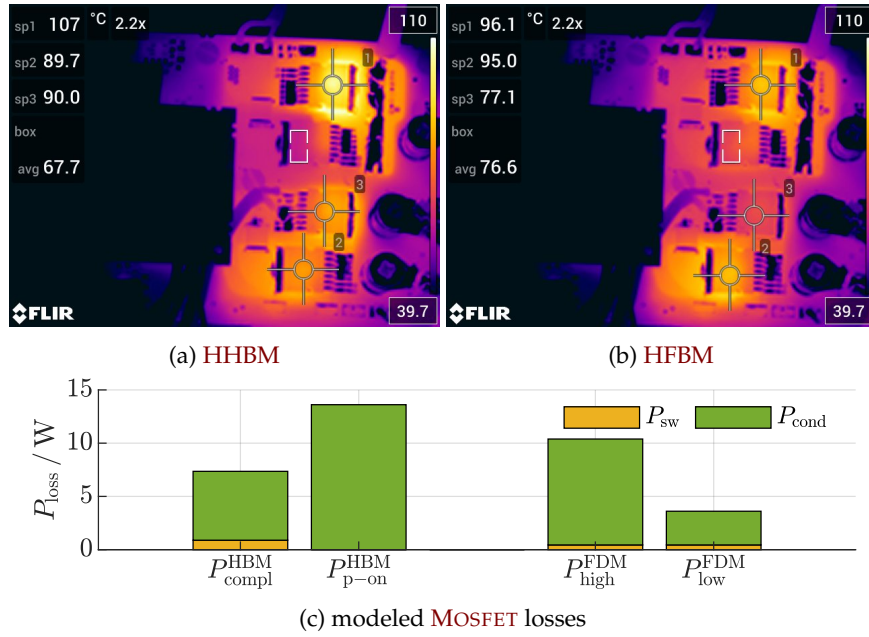 sp1 107 °C 2.2x 110
sp2 89.7
sp3 90.0
box
avg 67.7
1
3
2
FLIR
39.7
sp1 96.1 °C 2.2x 110
sp2 95.0
sp3 77.1
box
avg 76.6
1
3
2
FLIR
39.7
(a) HHBM
(b) HFBM
15
10
5
0
P_loss / W
P_sw P_cond
P^HBM_compl P^HBM_p−on P^FDM_high P^FDM_low
(c) modeled MOSFET losses